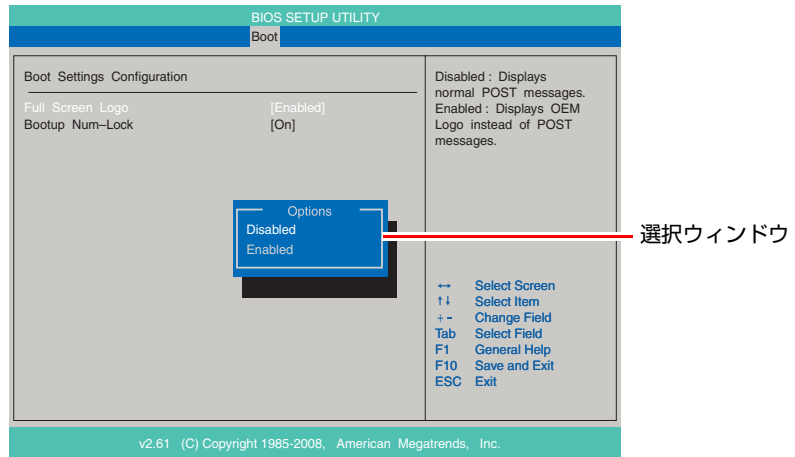 BIOS SETUP UTILITY
Boot
Boot Settings Configuration
Full Screen Logo [Enabled]
Bootup Num–Lock [On]
Options
Disabled
Enabled
Disabled : Displays
normal POST messages.
Enabled : Displays OEM
Logo instead of POST
messages.
選択ウィンドウ
↔ Select Screen
↑↓ Select Item
+ - Change Field
Tab Select Field
F1 General Help
F10 Save and Exit
ESC Exit
v2.61 (C) Copyright 1985-2008, American Megatrends, Inc.